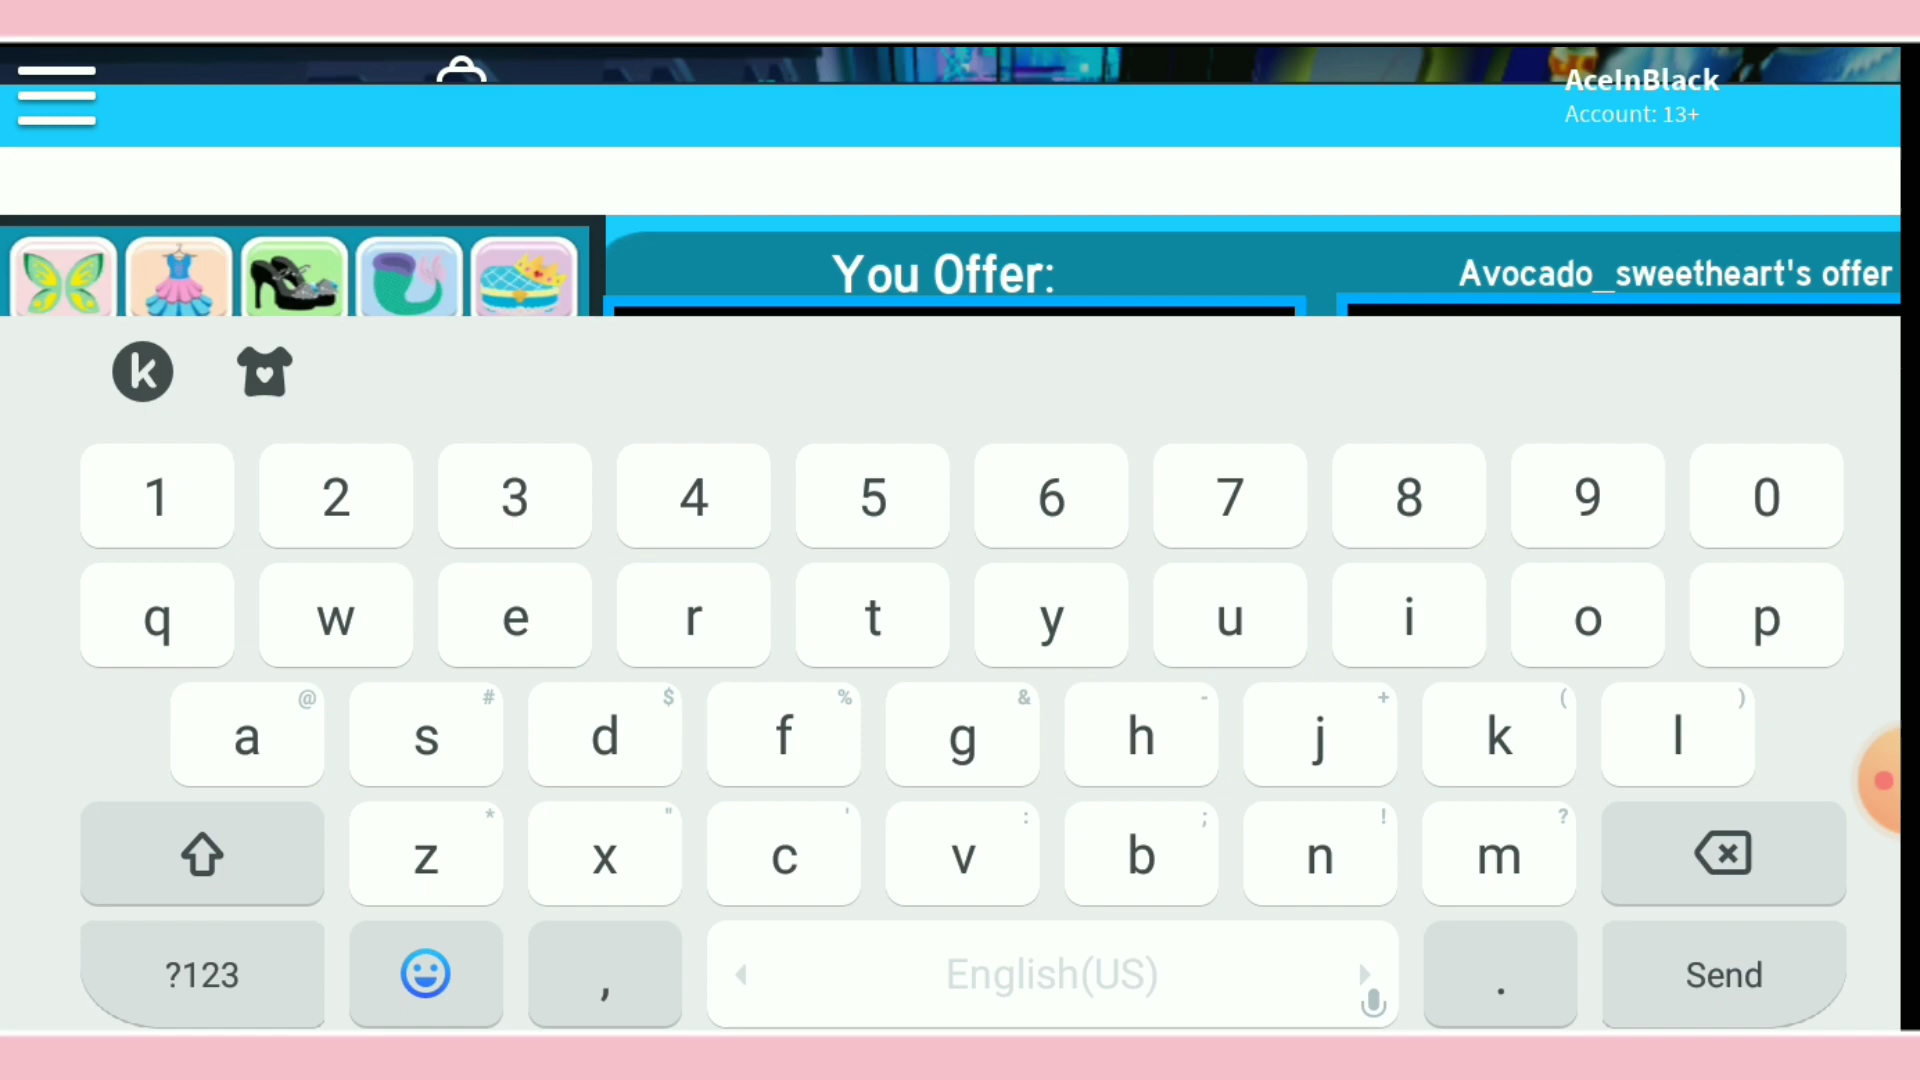 AceInBlack
Account: 13+
You Offer:
Avocado_sweetheart's offer
k
1 2 3 4 5 6 7 8 9 0
q w e r t y u i o p
@ # $ % & - + ( )
a s d f g h j k l
* " ' : ; ! ?
z x c v b n m
?123 , English(US) . Send